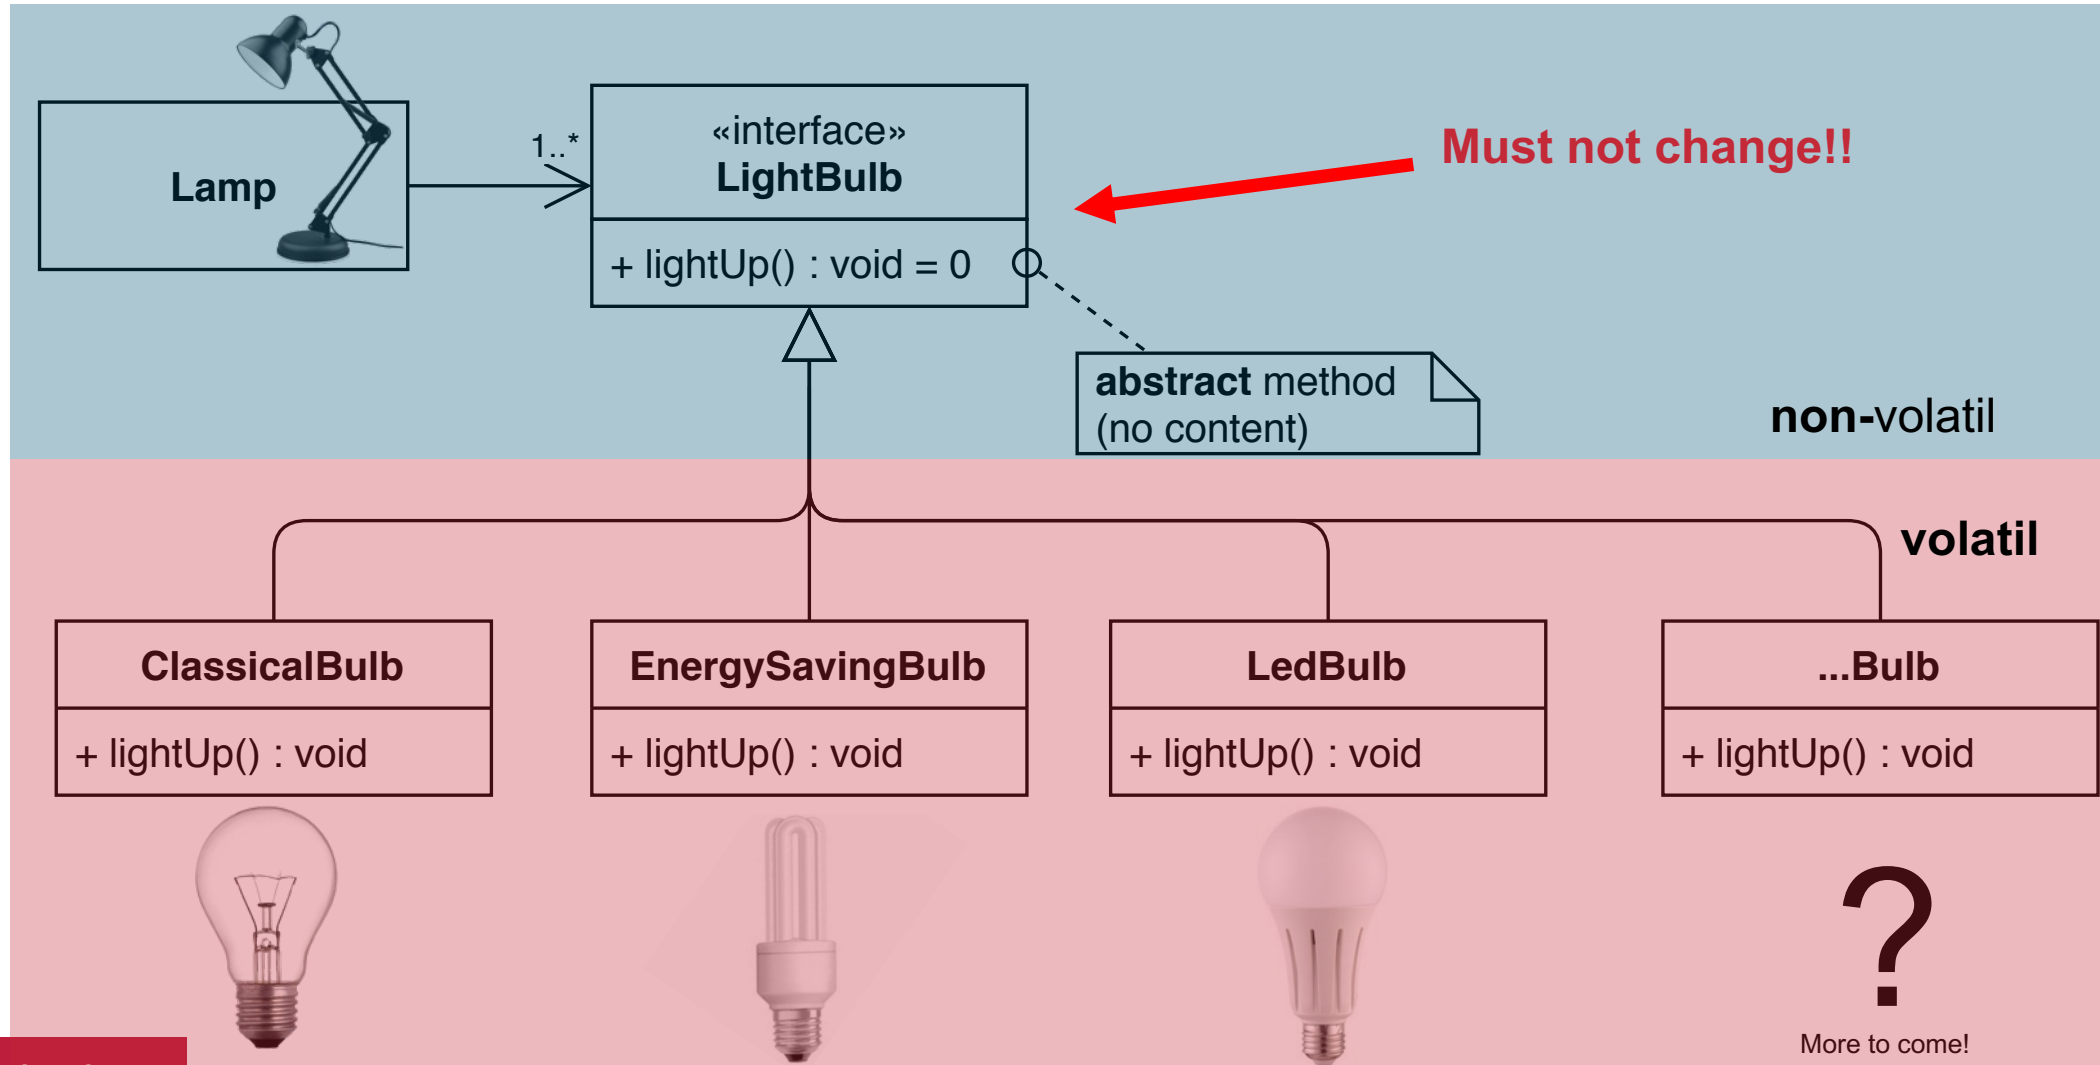 «interface»
LightBulb
1..*
Lamp
+ lightUp() : void = 0
Must not change!!
abstract method
(no content)
non-volatil
volatil
ClassicalBulb
+ lightUp() : void
EnergySavingBulb
+ lightUp() : void
LedBulb
+ lightUp() : void
...Bulb
+ lightUp() : void
?
More to come!